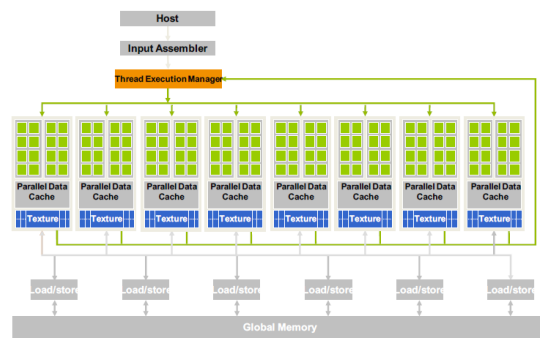 Host
Input Assembler
Thread Execution Manager
Parallel Data Cache
Parallel Data Cache
Parallel Data Cache
Parallel Data Cache
Parallel Data Cache
Parallel Data Cache
Parallel Data Cache
Parallel Data Cache
Texture
Texture
Texture
Texture
Texture
Texture
Texture
Texture
Load/store
Load/store
Load/store
Load/store
Load/store
Load/store
Global Memory